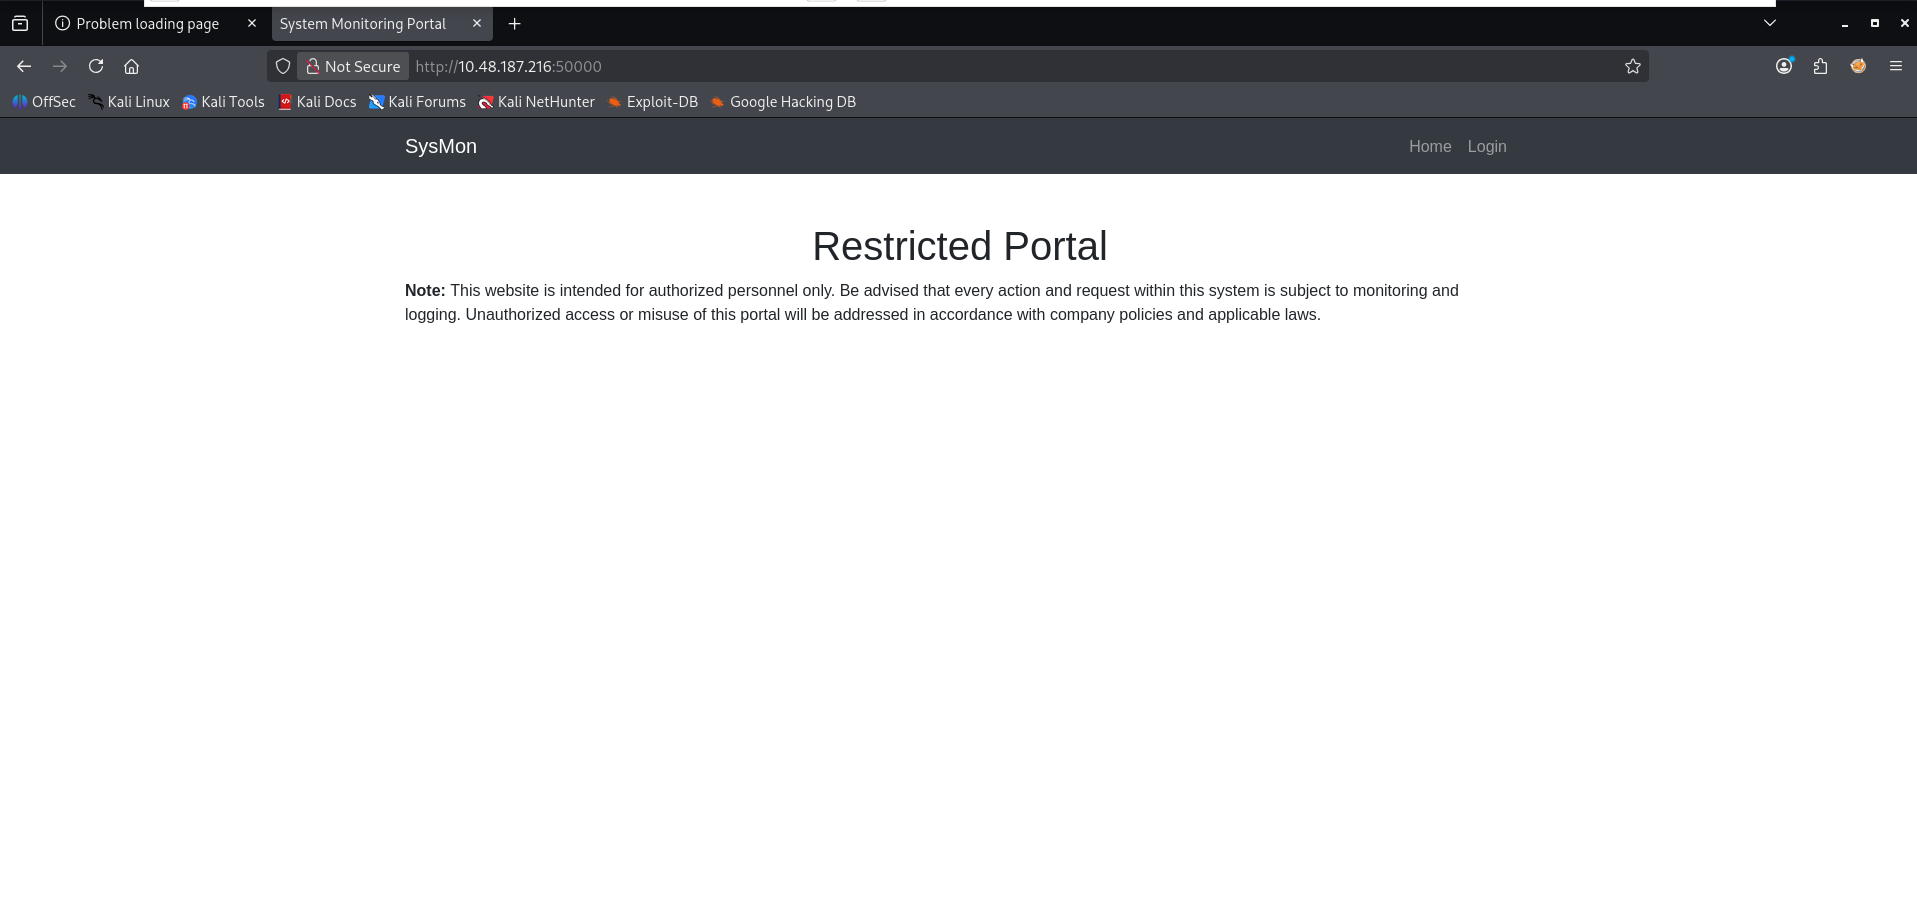 Problem loading page
System Monitoring Portal
Not Secure
http://10.48.187.216:50000
OffSec Kali Linux Kali Tools Kali Docs Kali Forums Kali NetHunter Exploit-DB Google Hacking DB
SysMon
Home Login
Restricted Portal
Note: This website is intended for authorized personnel only. Be advised that every action and request within this system is subject to monitoring and
logging. Unauthorized access or misuse of this portal will be addressed in accordance with company policies and applicable laws.